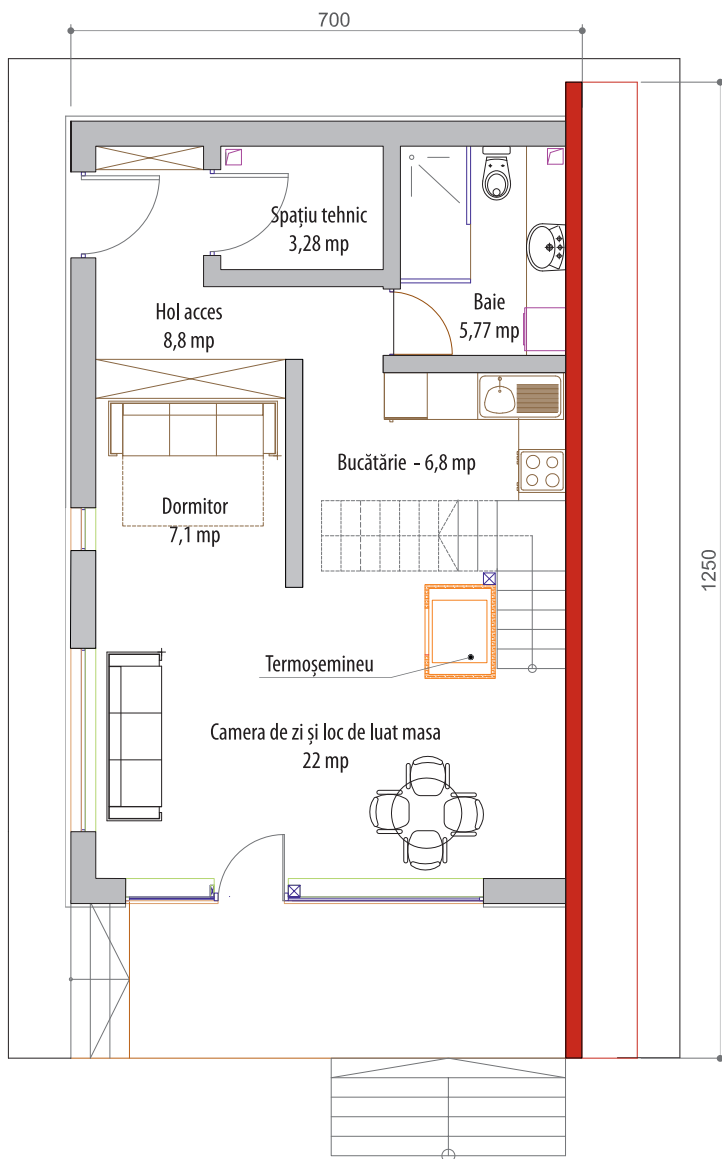 700
Spațiu tehnic
3,28 mp
Baie
5,77 mp
Hol acces
8,8 mp
Bucătărie - 6,8 mp
Dormitor
7,1 mp
1250
Termoșemineu
Camera de zi și loc de luat masa
22 mp